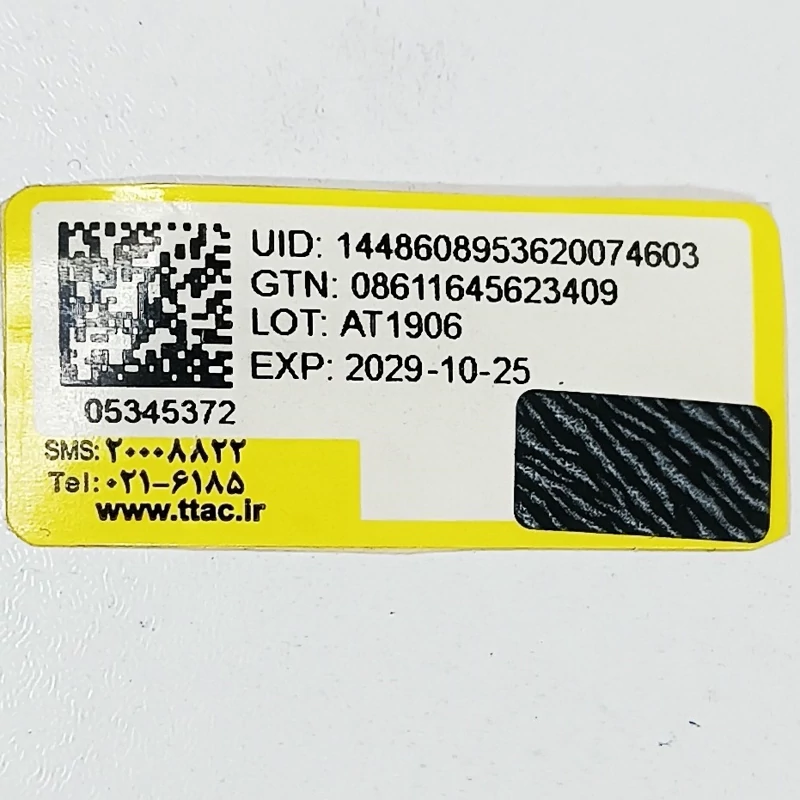 UID: 1448608953620074603
GTN: 08611645623409
LOT: AT1906
EXP: 2029-10-25
05345372
SMS: ۲۰۰۰۸۸۲۲
Tel: ۰۲۱-۶۱۸۵
www.ttac.ir